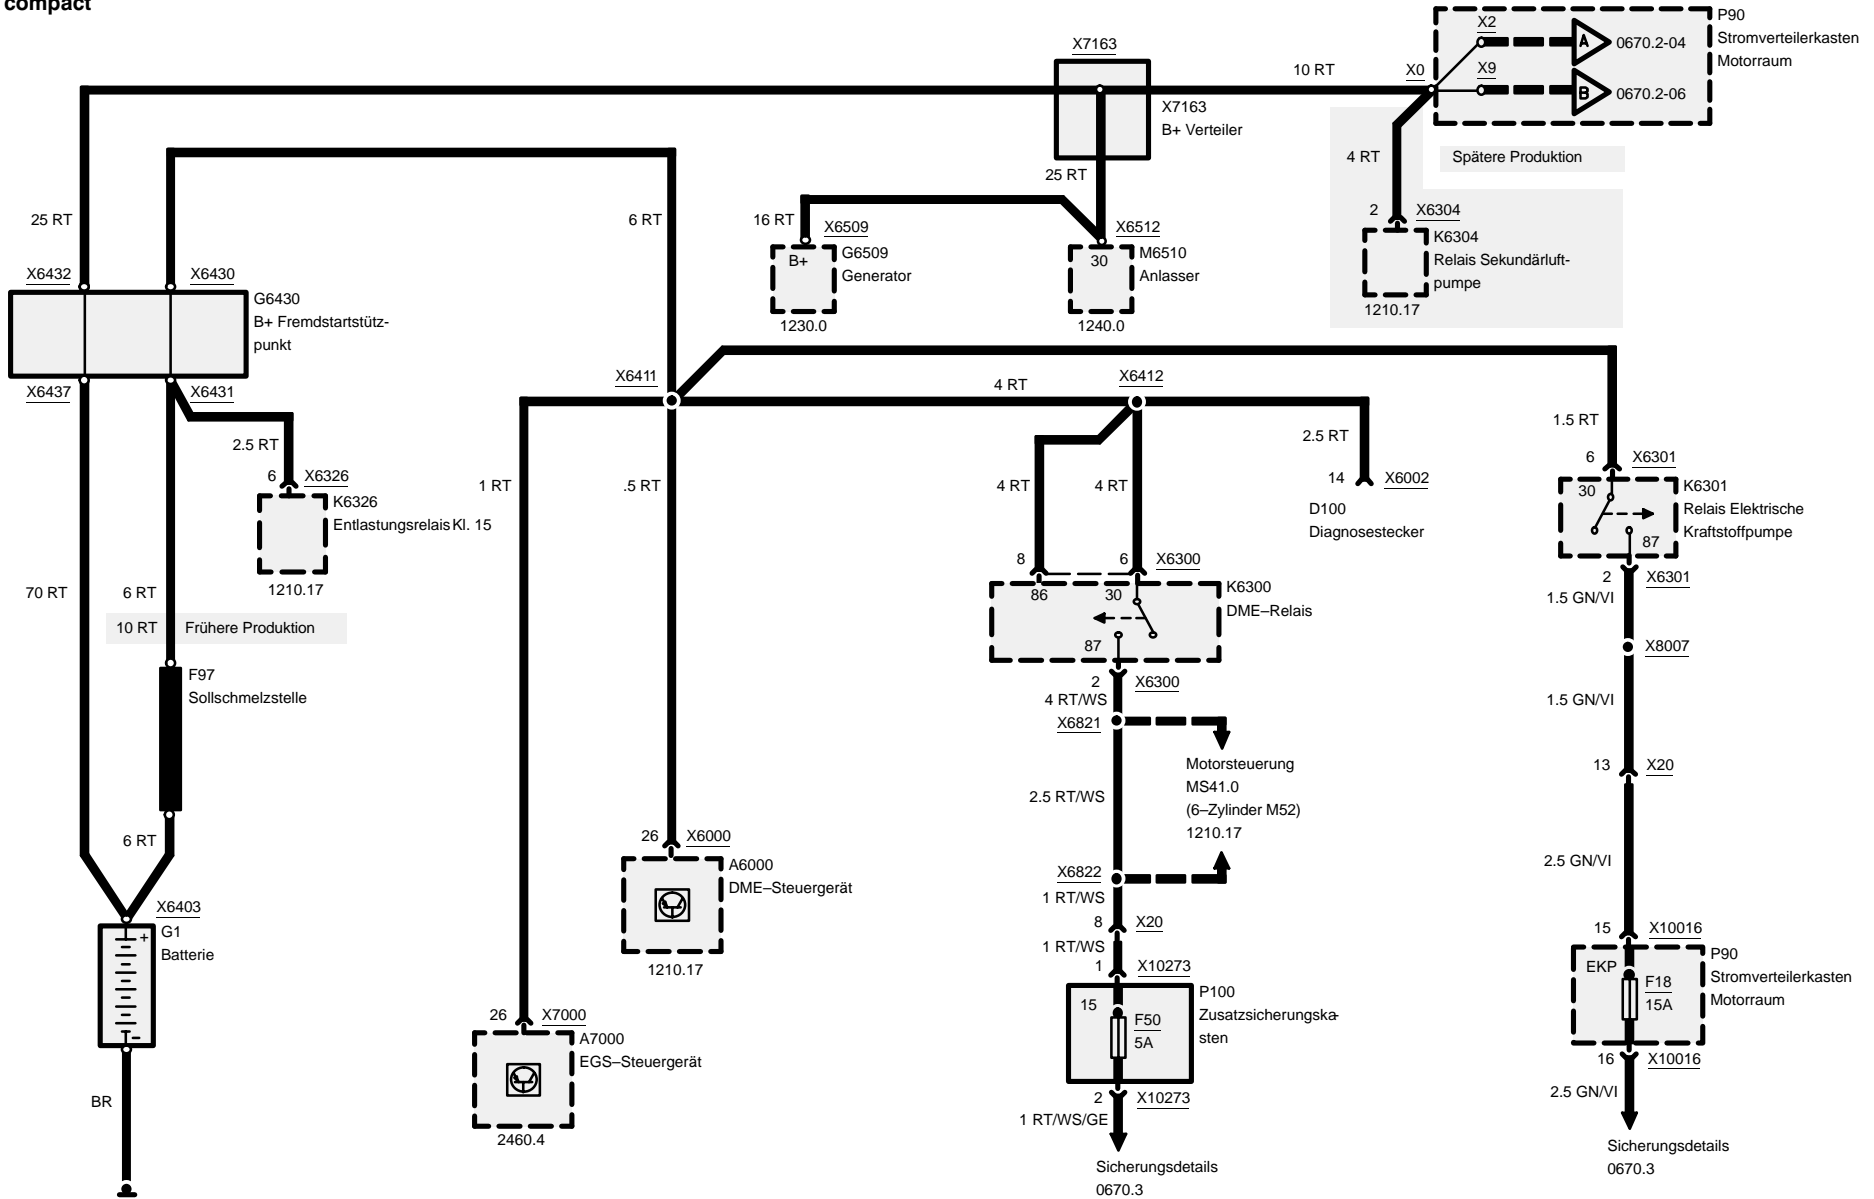 compact
P90
Stromverteilerkasten
Motorraum
X2
A
0670.2-04
X9
B
0670.2-06
X0
10 RT
X7163
X7163
B+ Verteiler
25 RT
4 RT
Spätere Produktion
2
X6304
K6304
Relais Sekundärluft-
pumpe
1210.17
16 RT
X6509
B+
G6509
Generator
1230.0
X6512
30
M6510
Anlasser
1240.0
25 RT
6 RT
X6432
X6430
G6430
B+ Fremdstartstütz-
punkt
X6437
X6431
2.5 RT
6
X6326
K6326
Entlastungsrelais Kl. 15
1210.17
70 RT
6 RT
10 RT
Frühere Produktion
F97
Sollschmelzstelle
6 RT
X6403
G1
Batterie
+
-
BR
X6411
4 RT
X6412
1 RT
.5 RT
4 RT
4 RT
2.5 RT
14
X6002
D100
Diagnosestecker
1.5 RT
6
X6301
30
K6301
Relais Elektrische
Kraftstoffpumpe
87
2
X6301
1.5 GN/VI
X8007
1.5 GN/VI
13
X20
2.5 GN/VI
15
X10016
EKP
F18
15A
P90
Stromverteilerkasten
Motorraum
16
X10016
2.5 GN/VI
Sicherungsdetails
0670.3
8
6
X6300
86
30
K6300
DME–Relais
87
2
X6300
4 RT/WS
X6821
Motorsteuerung
MS41.0
(6–Zylinder M52)
1210.17
2.5 RT/WS
X6822
1 RT/WS
8
X20
1 RT/WS
1
X10273
15
F50
5A
P100
Zusatzsicherungska-
sten
2
X10273
1 RT/WS/GE
Sicherungsdetails
0670.3
26
X6000
A6000
DME–Steuergerät
1210.17
26
X7000
A7000
EGS–Steuergerät
2460.4